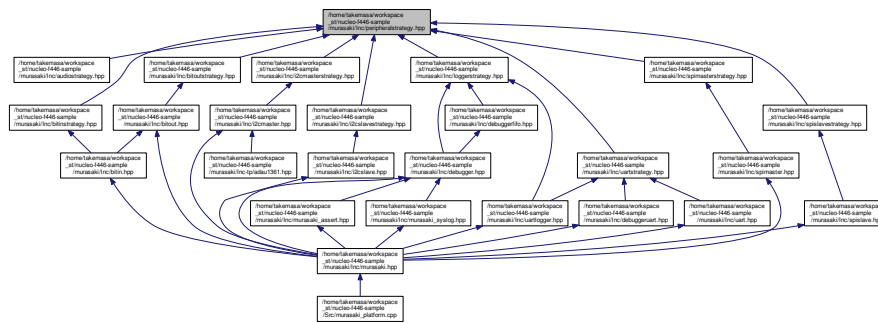 /home/takemasa/workspace
_st/nucleo-f446-sample
/murasaki/Inc/peripheralstrategy.hpp
/home/takemasa/workspace
_st/nucleo-f446-sample
/murasaki/Inc/audiostrategy.hpp
/home/takemasa/workspace
_st/nucleo-f446-sample
/murasaki/Inc/bitoutstrategy.hpp
/home/takemasa/workspace
_st/nucleo-f446-sample
/murasaki/Inc/i2cmasterstrategy.hpp
/home/takemasa/workspace
_st/nucleo-f446-sample
/murasaki/Inc/loggerstrategy.hpp
/home/takemasa/workspace
_st/nucleo-f446-sample
/murasaki/Inc/spimasterstrategy.hpp
/home/takemasa/workspace
_st/nucleo-f446-sample
/murasaki/Inc/bitinstrategy.hpp
/home/takemasa/workspace
_st/nucleo-f446-sample
/murasaki/Inc/bitout.hpp
/home/takemasa/workspace
_st/nucleo-f446-sample
/murasaki/Inc/i2cmaster.hpp
/home/takemasa/workspace
_st/nucleo-f446-sample
/murasaki/Inc/i2cslavestrategy.hpp
/home/takemasa/workspace
_st/nucleo-f446-sample
/murasaki/Inc/debuggerfifo.hpp
/home/takemasa/workspace
_st/nucleo-f446-sample
/murasaki/Inc/spislavestrategy.hpp
/home/takemasa/workspace
_st/nucleo-f446-sample
/murasaki/Inc/bitin.hpp
/home/takemasa/workspace
_st/nucleo-f446-sample
/murasaki/Inc-tp/adau1361.hpp
/home/takemasa/workspace
_st/nucleo-f446-sample
/murasaki/Inc/i2cslave.hpp
/home/takemasa/workspace
_st/nucleo-f446-sample
/murasaki/Inc/debugger.hpp
/home/takemasa/workspace
_st/nucleo-f446-sample
/murasaki/Inc/uartstrategy.hpp
/home/takemasa/workspace
_st/nucleo-f446-sample
/murasaki/Inc/spimaster.hpp
/home/takemasa/workspace
_st/nucleo-f446-sample
/murasaki/Inc/murasaki_assert.hpp
/home/takemasa/workspace
_st/nucleo-f446-sample
/murasaki/Inc/murasaki_syslog.hpp
/home/takemasa/workspace
_st/nucleo-f446-sample
/murasaki/Inc/uartlogger.hpp
/home/takemasa/workspace
_st/nucleo-f446-sample
/murasaki/Inc/debuggeruart.hpp
/home/takemasa/workspace
_st/nucleo-f446-sample
/murasaki/Inc/uart.hpp
/home/takemasa/workspace
_st/nucleo-f446-sample
/murasaki/Inc/spislave.hpp
/home/takemasa/workspace
_st/nucleo-f446-sample
/murasaki/Inc/murasaki.hpp
/home/takemasa/workspace
_st/nucleo-f446-sample
/Src/murasaki_platform.cpp